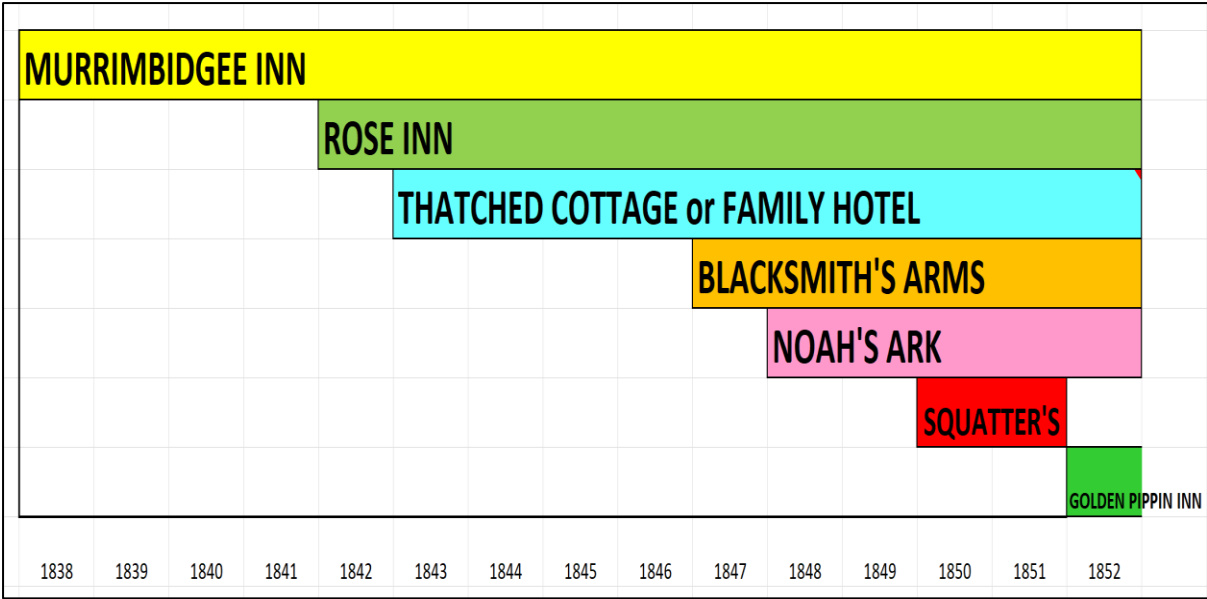 MURRIMBIDGEE INN
ROSE INN
THATCHED COTTAGE or FAMILY HOTEL
BLACKSMITH'S ARMS
NOAH'S ARK
SQUATTER'S
GOLDEN PIPPIN INN
1838 1839 1840 1841 1842 1843 1844 1845 1846 1847 1848 1849 1850 1851 1852